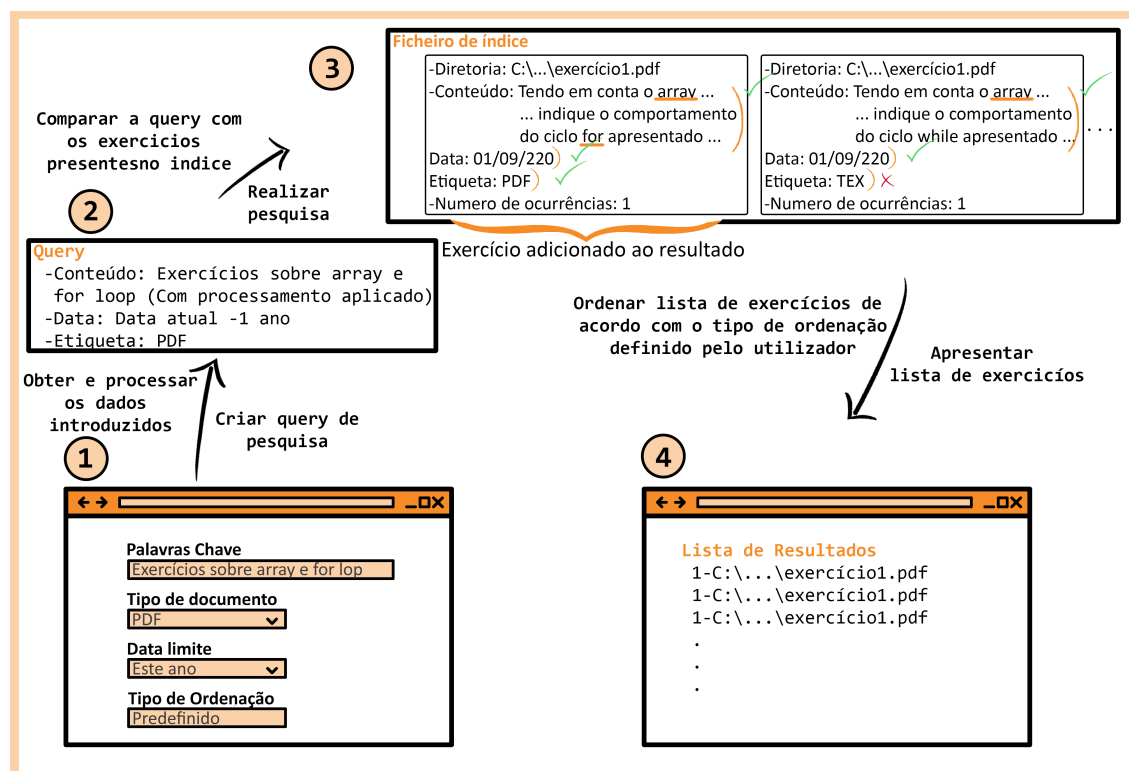 3
Ficheiro de índice
-Diretoria: C:\...\exercício1.pdf
-Conteúdo: Tendo em conta o array ...
... indique o comportamento
do ciclo for apresentado ...
Data: 01/09/220
Etiqueta: PDF
-Numero de ocurrências: 1
-Diretoria: C:\...\exercício1.pdf
-Conteúdo: Tendo em conta o array ...
... indique o comportamento
do ciclo while apresentado ...
Data: 01/09/220
Etiqueta: TEX
-Numero de ocurrências: 1
...
Exercício adicionado ao resultado
Comparar a query com
os exercicios
presentesno indice
Realizar
pesquisa
2
Query
-Conteúdo: Exercícios sobre array e
for loop (Com processamento aplicado)
-Data: Data atual -1 ano
-Etiqueta: PDF
Obter e processar
os dados
introduzidos
Criar query de
pesquisa
1
Palavras Chave
Exercícios sobre array e for lop
Tipo de documento
PDF
Data limite
Este ano
Tipo de Ordenação
Predefinido
Ordenar lista de exercícios de
acordo com o tipo de ordenação
definido pelo utilizador
Apresentar
lista de exercicíos
4
Lista de Resultados
1-C:\...\exercício1.pdf
1-C:\...\exercício1.pdf
1-C:\...\exercício1.pdf
.
.
.